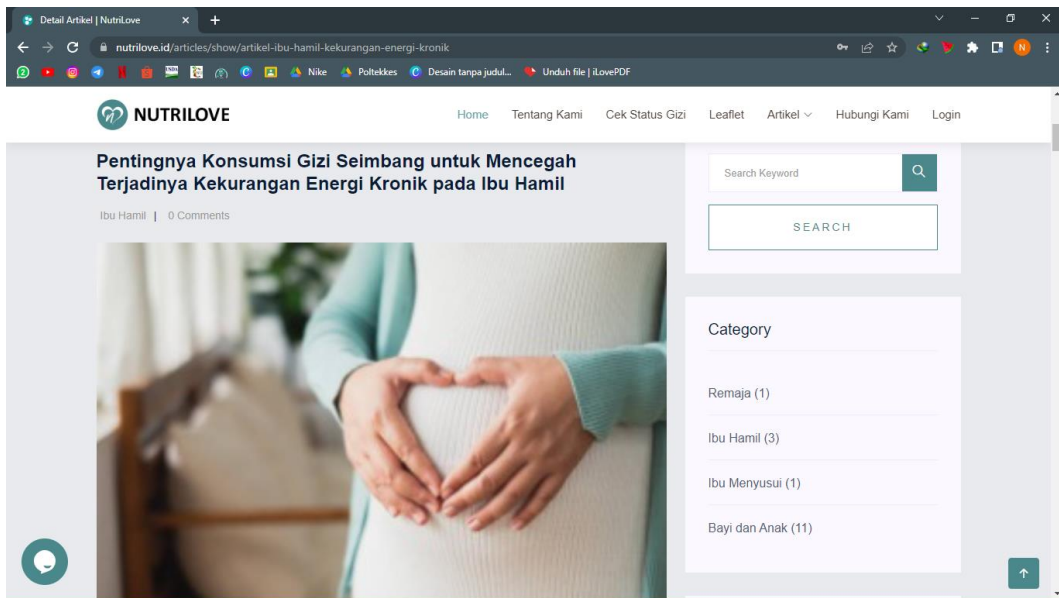 Detail Artikel | NutriLove
nutrilove.id/articles/show/artikel-ibu-hamil-kekurangan-energi-kronik
N
Nike
Poltekkes
Desain tanpa judul...
Unduh file | iLovePDF
NUTRILOVE
Home Tentang Kami Cek Status Gizi Leaflet Artikel Hubungi Kami Login
Pentingnya Konsumsi Gizi Seimbang untuk Mencegah
Terjadinya Kekurangan Energi Kronik pada Ibu Hamil
Ibu Hamil | 0 Comments
Search Keyword
SEARCH
Category
Remaja (1)
Ibu Hamil (3)
Ibu Menyusui (1)
Bayi dan Anak (11)